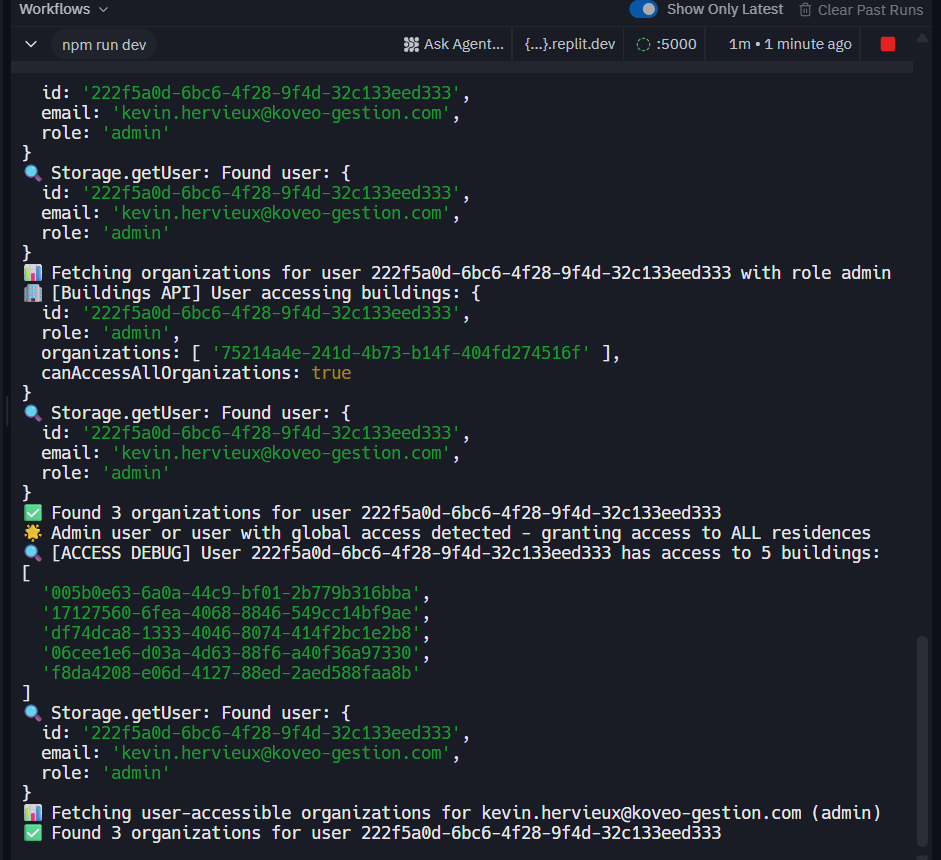 Workflows
Show Only Latest
Clear Past Runs
npm run dev
Ask Agent...
{...}.replit.dev
:5000
1m • 1 minute ago
id: '222f5a0d-6bc6-4f28-9f4d-32c133eed333',
email: 'kevin.hervieux@koveo-gestion.com',
role: 'admin'
}
🔍 Storage.getUser: Found user: {
id: '222f5a0d-6bc6-4f28-9f4d-32c133eed333',
email: 'kevin.hervieux@koveo-gestion.com',
role: 'admin'
}
📊 Fetching organizations for user 222f5a0d-6bc6-4f28-9f4d-32c133eed333 with role admin
🏢 [Buildings API] User accessing buildings: {
id: '222f5a0d-6bc6-4f28-9f4d-32c133eed333',
role: 'admin',
organizations: [ '75214a4e-241d-4b73-b14f-404fd274516f' ],
canAccessAllOrganizations: true
}
🔍 Storage.getUser: Found user: {
id: '222f5a0d-6bc6-4f28-9f4d-32c133eed333',
email: 'kevin.hervieux@koveo-gestion.com',
role: 'admin'
}
✅ Found 3 organizations for user 222f5a0d-6bc6-4f28-9f4d-32c133eed333
🌟 Admin user or user with global access detected - granting access to ALL residences
🔍 [ACCESS DEBUG] User 222f5a0d-6bc6-4f28-9f4d-32c133eed333 has access to 5 buildings:
[
'005b0e63-6a0a-44c9-bf01-2b779b316bba',
'17127560-6fea-4068-8846-549cc14bf9ae',
'df74dca8-1333-4046-8074-414f2bc1e2b8',
'06cee1e6-d03a-4d63-88f6-a40f36a97330',
'f8da4208-e06d-4127-88ed-2aed588faa8b'
]
🔍 Storage.getUser: Found user: {
id: '222f5a0d-6bc6-4f28-9f4d-32c133eed333',
email: 'kevin.hervieux@koveo-gestion.com',
role: 'admin'
}
📊 Fetching user-accessible organizations for kevin.hervieux@koveo-gestion.com (admin)
✅ Found 3 organizations for user 222f5a0d-6bc6-4f28-9f4d-32c133eed333